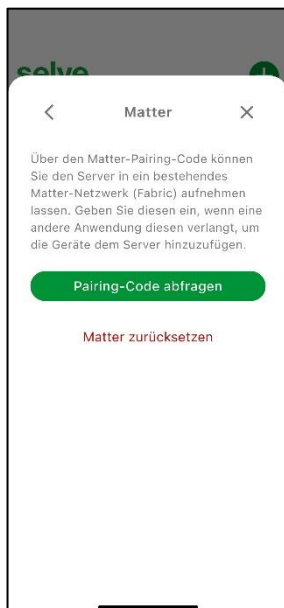 selve
Matter
Über den Matter-Pairing-Code können
Sie den Server in ein bestehendes
Matter-Netzwerk (Fabric) aufnehmen
lassen. Geben Sie diesen ein, wenn eine
andere Anwendung diesen verlangt, um
die Geräte dem Server hinzuzufügen.
Pairing-Code abfragen
Matter zurücksetzen